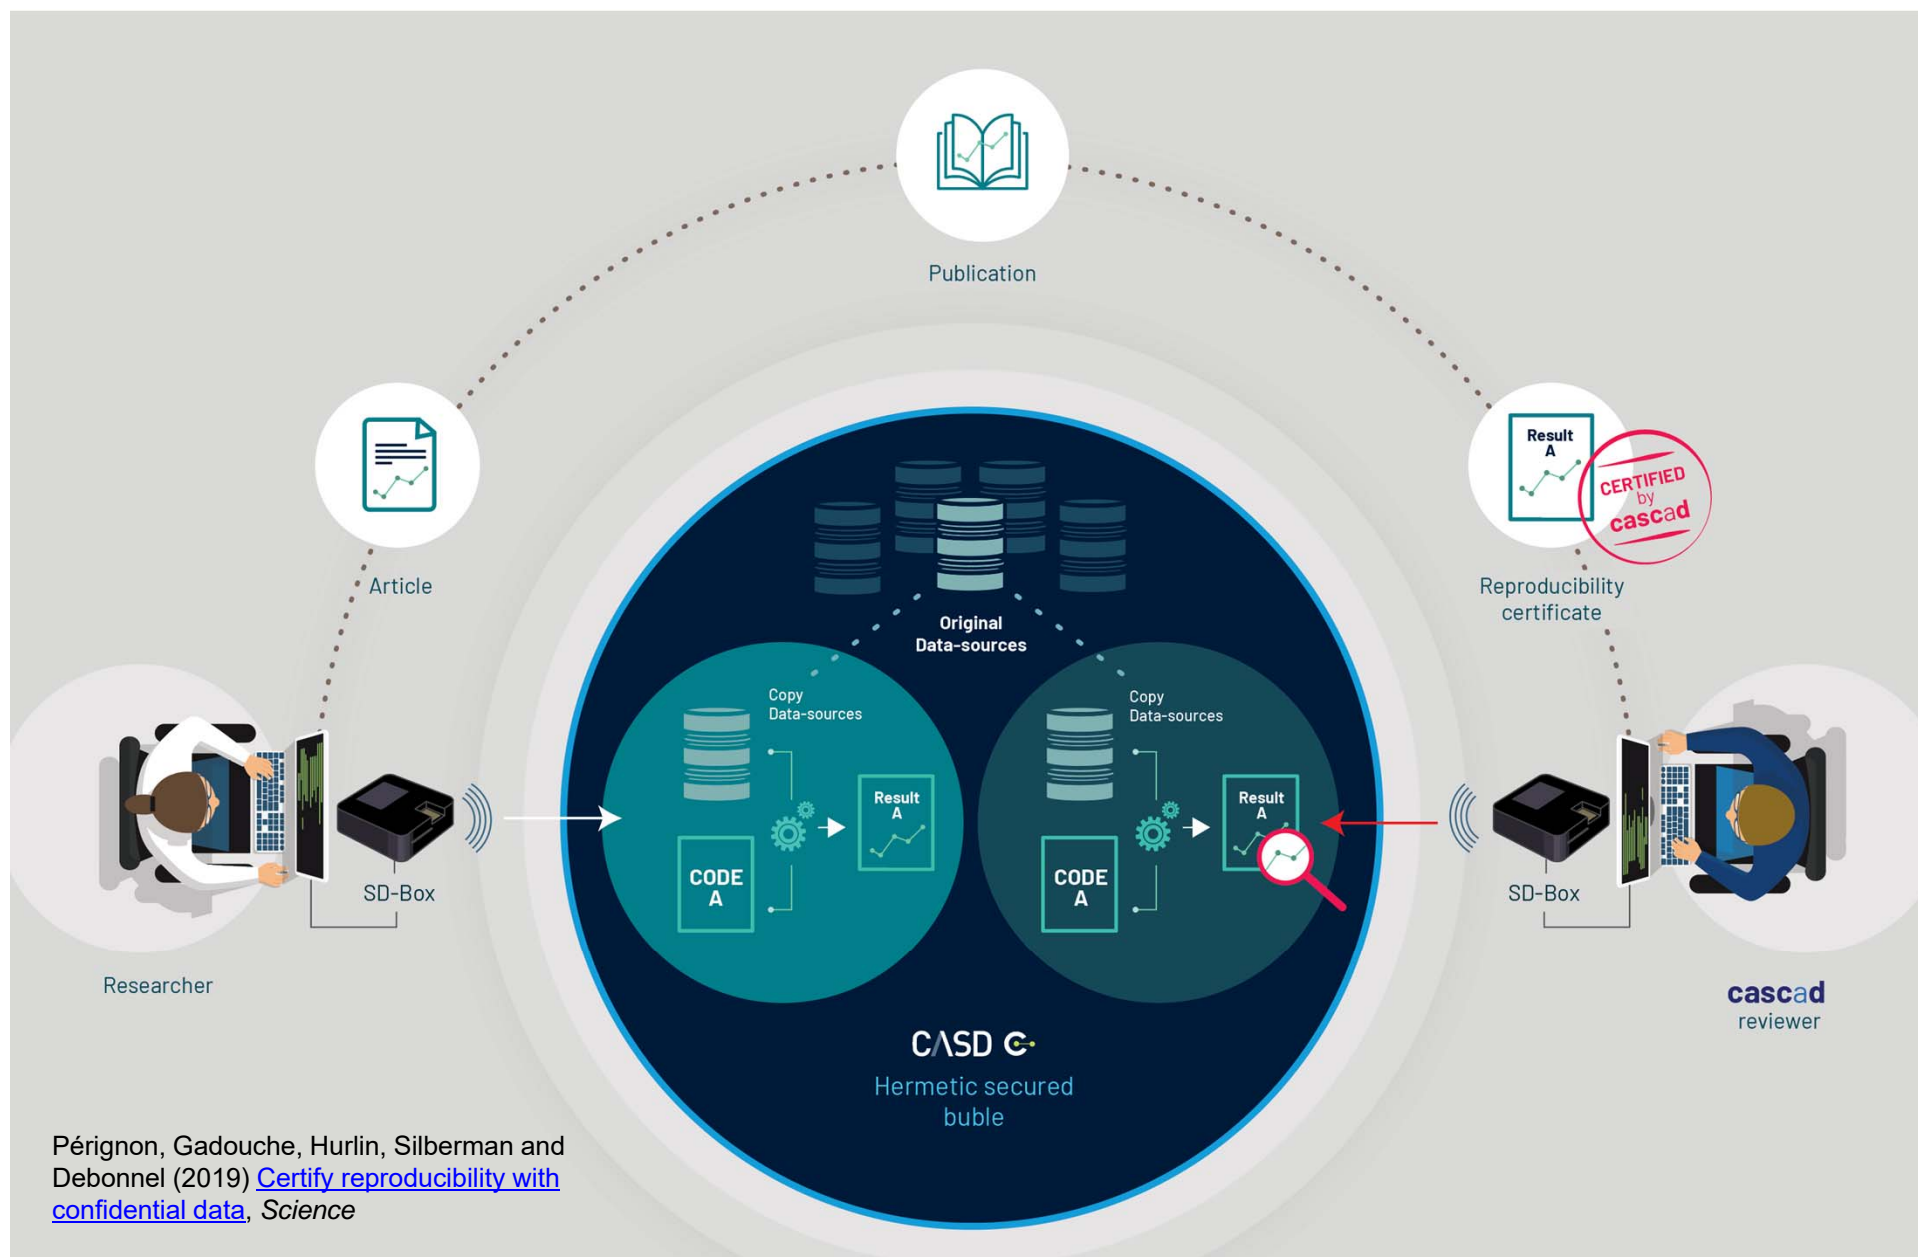 Publication
Article
Result
A
CERTIFIED
by
cascad
Reproducibility
certificate
Original
Data-sources
Copy
Data-sources
CODE
A
Result
A
Copy
Data-sources
CODE
A
Result
A
SD-Box
Researcher
SD-Box
cascad
reviewer
CASD
Hermetic secured
buble
Pérignon, Gadouche, Hurlin, Silberman and
Debonnel (2019) Certify reproducibility with
confidential data, Science